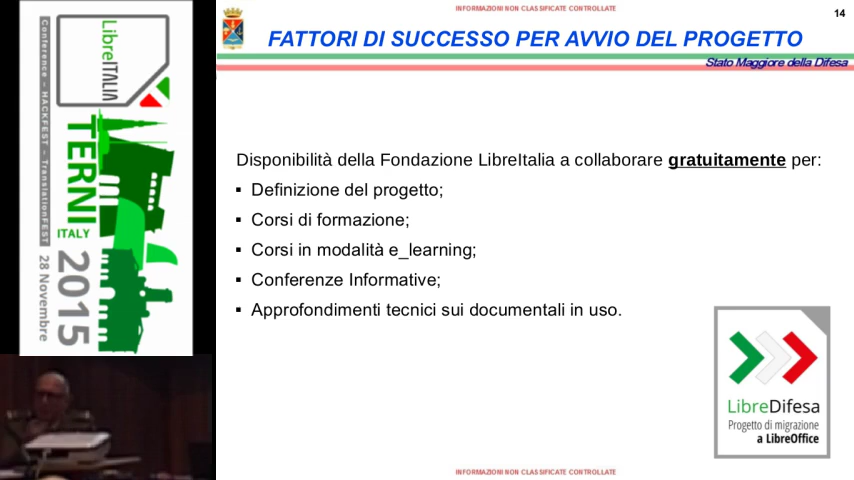 INFORMAZIONI NON CLASSIFICATE CONTROLLATE
14
FATTORI DI SUCCESSO PER AVVIO DEL PROGETTO
Stato Maggiore della Difesa
Disponibilità della Fondazione LibreItalia a collaborare gratuitamente per:
▪ Definizione del progetto;
▪ Corsi di formazione;
▪ Corsi in modalità e_learning;
▪ Conferenze Informative;
▪ Approfondimenti tecnici sui documentali in uso.
LibreDifesa
Progetto di migrazione
a LibreOffice
INFORMAZIONI NON CLASSIFICATE CONTROLLATE
LibreITALIA
TERNI
ITALY
2015
28 Novembre
Conference – HACKFEST – TranslationFEST